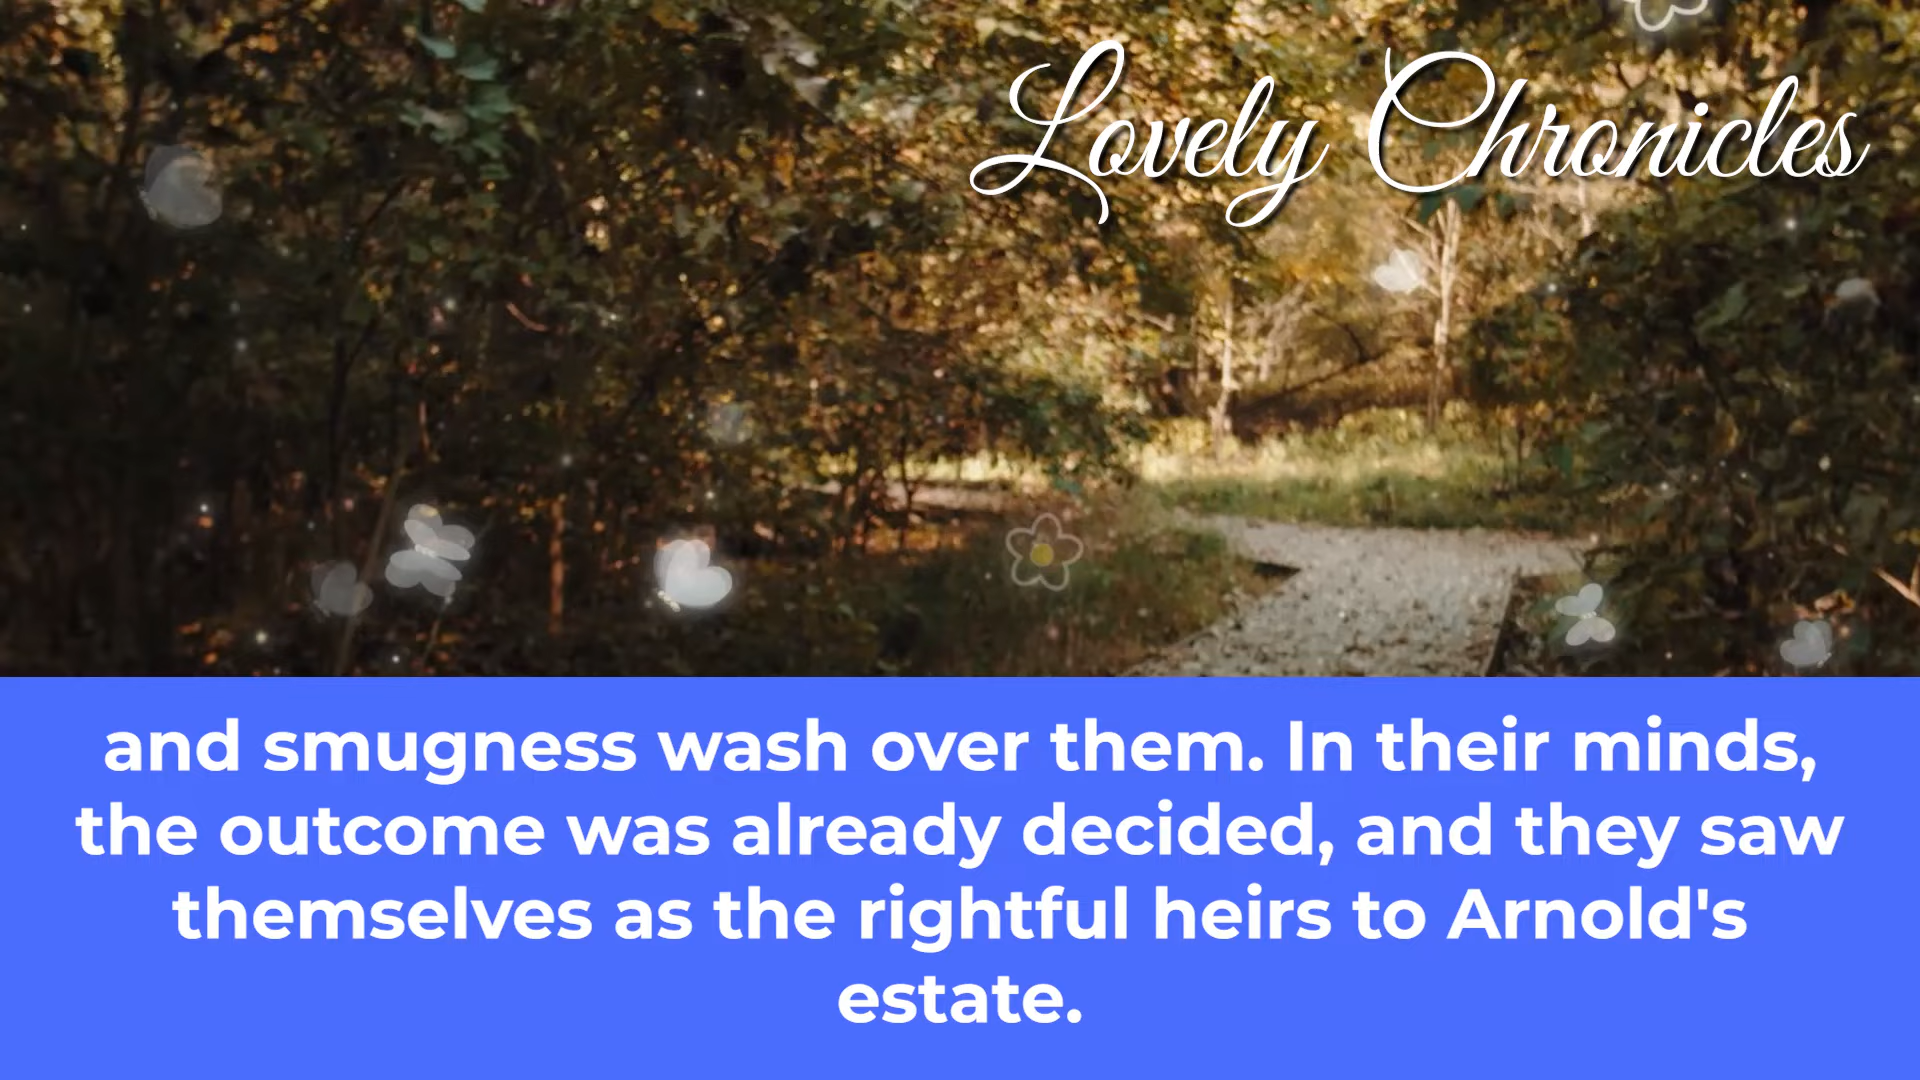 Lovely Chronicles
and smugness wash over them. In their minds,
the outcome was already decided, and they saw
themselves as the rightful heirs to Arnold's
estate.